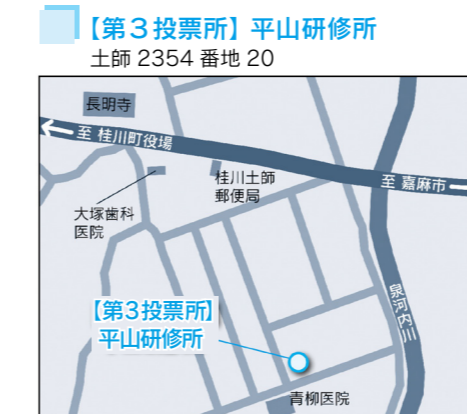 【第3投票所】平山研修所
土師 2354 番地 20
長明寺
至 桂川町役場
桂川土師
郵便局
至 嘉麻市
大塚歯科
医院
泉河内川
【第3投票所】
平山研修所
青柳医院